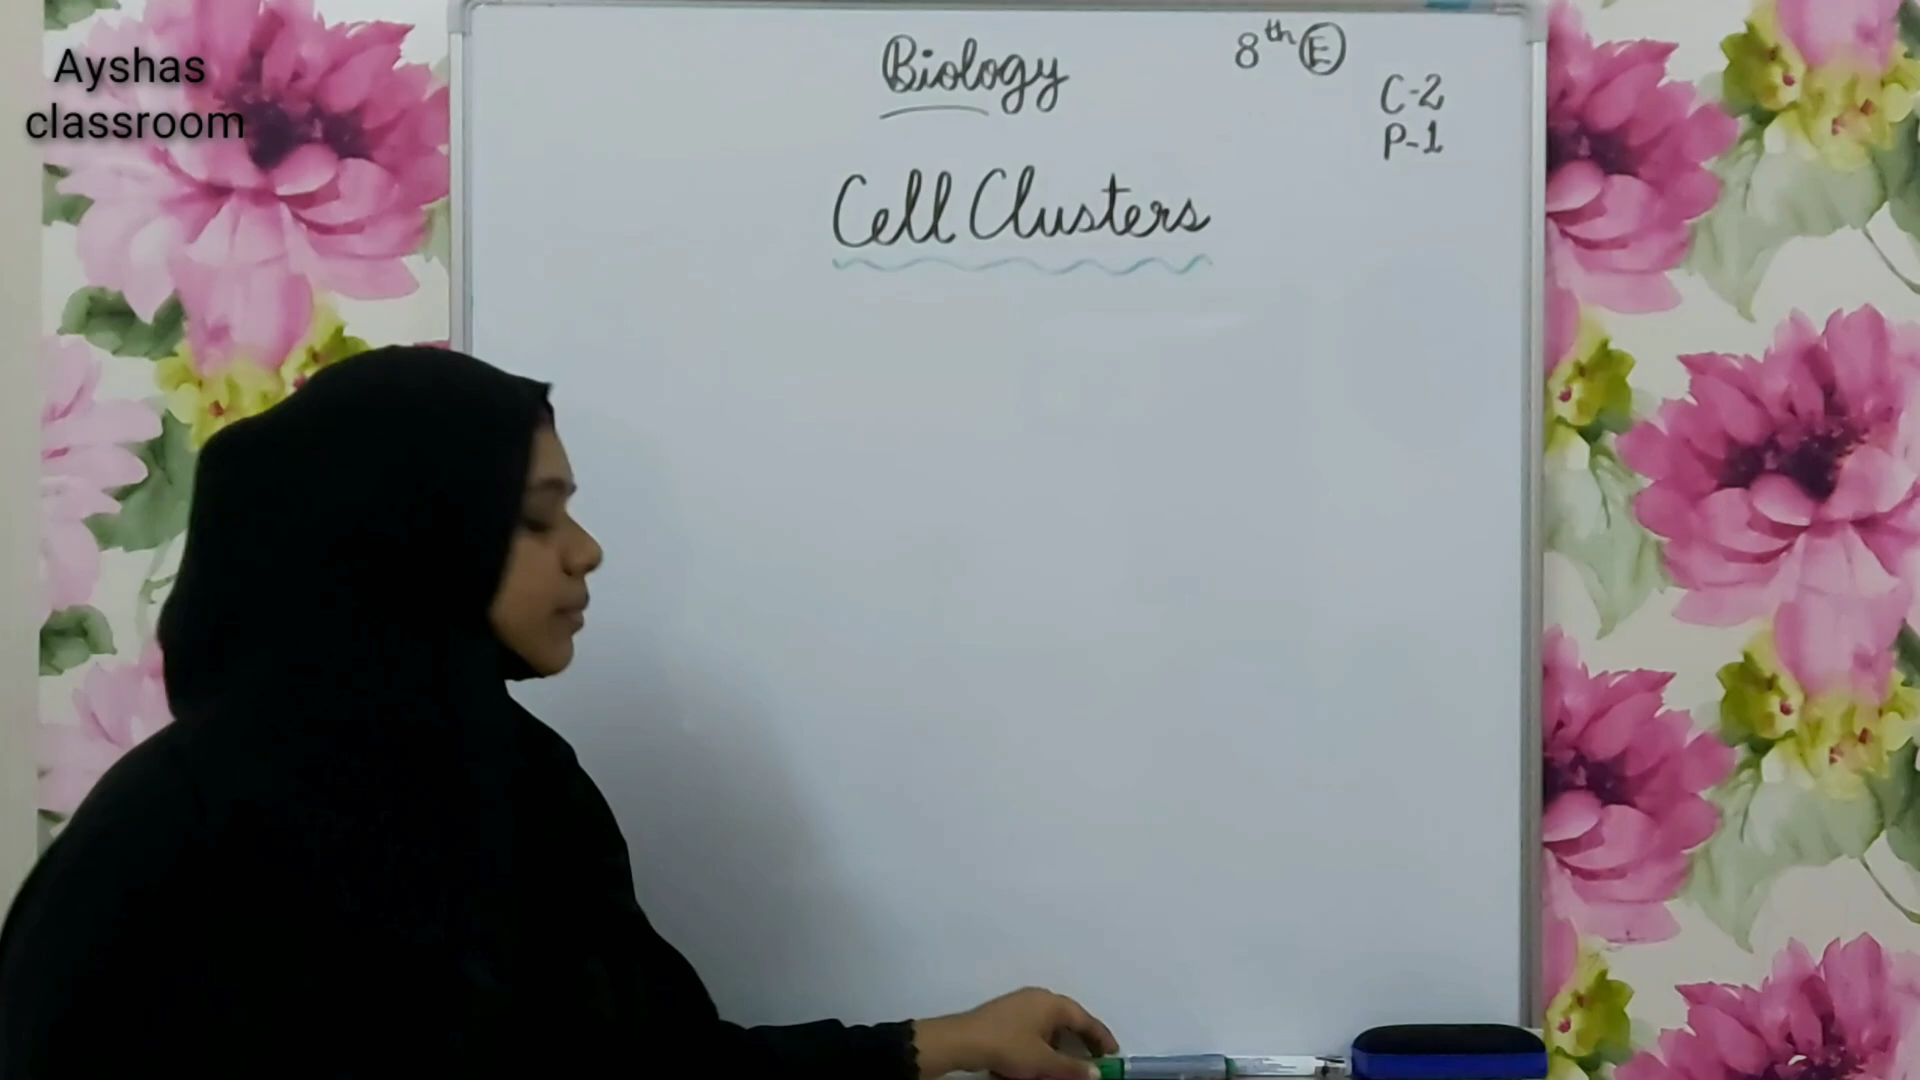 Ayshas
classroom
Biology
8th E
C-2
P-1
Cell Clusters